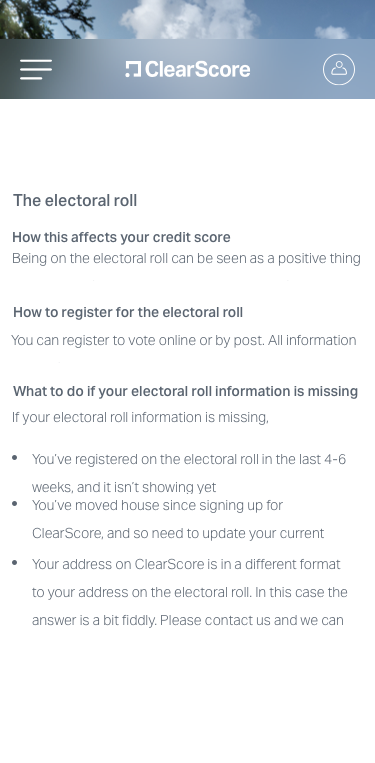 ClearScore
The electoral roll
How this affects your credit score
Being on the electoral roll can be seen as a positive thing
How to register for the electoral roll
You can register to vote online or by post. All information
What to do if your electoral roll information is missing
If your electoral roll information is missing,
• You've registered on the electoral roll in the last 4-6
weeks, and it isn't showing yet
• You've moved house since signing up for
ClearScore, and so need to update your current
• Your address on ClearScore is in a different format
to your address on the electoral roll. In this case the
answer is a bit fiddly. Please contact us and we can